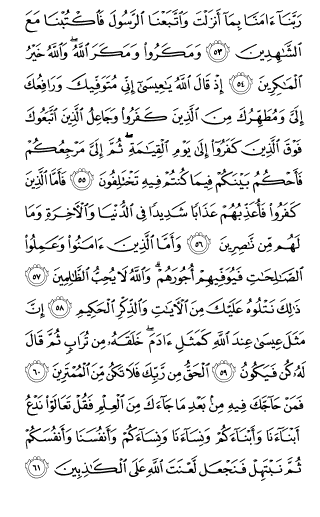 رَبَّنَآ ءَامَنَّا بِمَآ أَنزَلْتَ وَٱتَّبَعْنَا ٱلرَّسُولَ فَٱكْتُبْنَا مَعَ
ٱلشَّٰهِدِينَ ﴿٥٣﴾ وَمَكَرُوا۟ وَمَكَرَ ٱللَّهُ ۖ وَٱللَّهُ خَيْرُ
ٱلْمَٰكِرِينَ ﴿٥٤﴾ إِذْ قَالَ ٱللَّهُ يَٰعِيسَىٰٓ إِنِّى مُتَوَفِّيكَ وَرَافِعُكَ
إِلَىَّ وَمُطَهِّرُكَ مِنَ ٱلَّذِينَ كَفَرُوا۟ وَجَاعِلُ ٱلَّذِينَ ٱتَّبَعُوكَ
فَوْقَ ٱلَّذِينَ كَفَرُوٓا۟ إِلَىٰ يَوْمِ ٱلْقِيَٰمَةِ ۖ ثُمَّ إِلَىَّ مَرْجِعُكُمْ
فَأَحْكُمُ بَيْنَكُمْ فِيمَا كُنتُمْ فِيهِ تَخْتَلِفُونَ ﴿٥٥﴾ فَأَمَّا ٱلَّذِينَ
كَفَرُوا۟ فَأُعَذِّبُهُمْ عَذَابًا شَدِيدًا فِى ٱلدُّنْيَا وَٱلْءَاخِرَةِ وَمَا
لَهُم مِّن نَّٰصِرِينَ ﴿٥٦﴾ وَأَمَّا ٱلَّذِينَ ءَامَنُوا۟ وَعَمِلُوا۟
ٱلصَّٰلِحَٰتِ فَيُوَفِّيهِمْ أُجُورَهُمْ ۗ وَٱللَّهُ لَا يُحِبُّ ٱلظَّٰلِمِينَ ﴿٥٧﴾
ذَٰلِكَ نَتْلُوهُ عَلَيْكَ مِنَ ٱلْءَايَٰتِ وَٱلذِّكْرِ ٱلْحَكِيمِ ﴿٥٨﴾ إِنَّ
مَثَلَ عِيسَىٰ عِندَ ٱللَّهِ كَمَثَلِ ءَادَمَ ۖ خَلَقَهُۥ مِن تُرَابٍ ثُمَّ قَالَ
لَهُۥ كُن فَيَكُونُ ﴿٥٩﴾ ٱلْحَقُّ مِن رَّبِّكَ فَلَا تَكُن مِّنَ ٱلْمُمْتَرِينَ ﴿٦٠﴾
فَمَنْ حَآجَّكَ فِيهِ مِنۢ بَعْدِ مَا جَآءَكَ مِنَ ٱلْعِلْمِ فَقُلْ تَعَالَوْا۟ نَدْعُ
أَبْنَآءَنَا وَأَبْنَآءَكُمْ وَنِسَآءَنَا وَنِسَآءَكُمْ وَأَنفُسَنَا وَأَنفُسَكُمْ
ثُمَّ نَبْتَهِلْ فَنَجْعَل لَّعْنَتَ ٱللَّهِ عَلَى ٱلْكَٰذِبِينَ ﴿٦١﴾